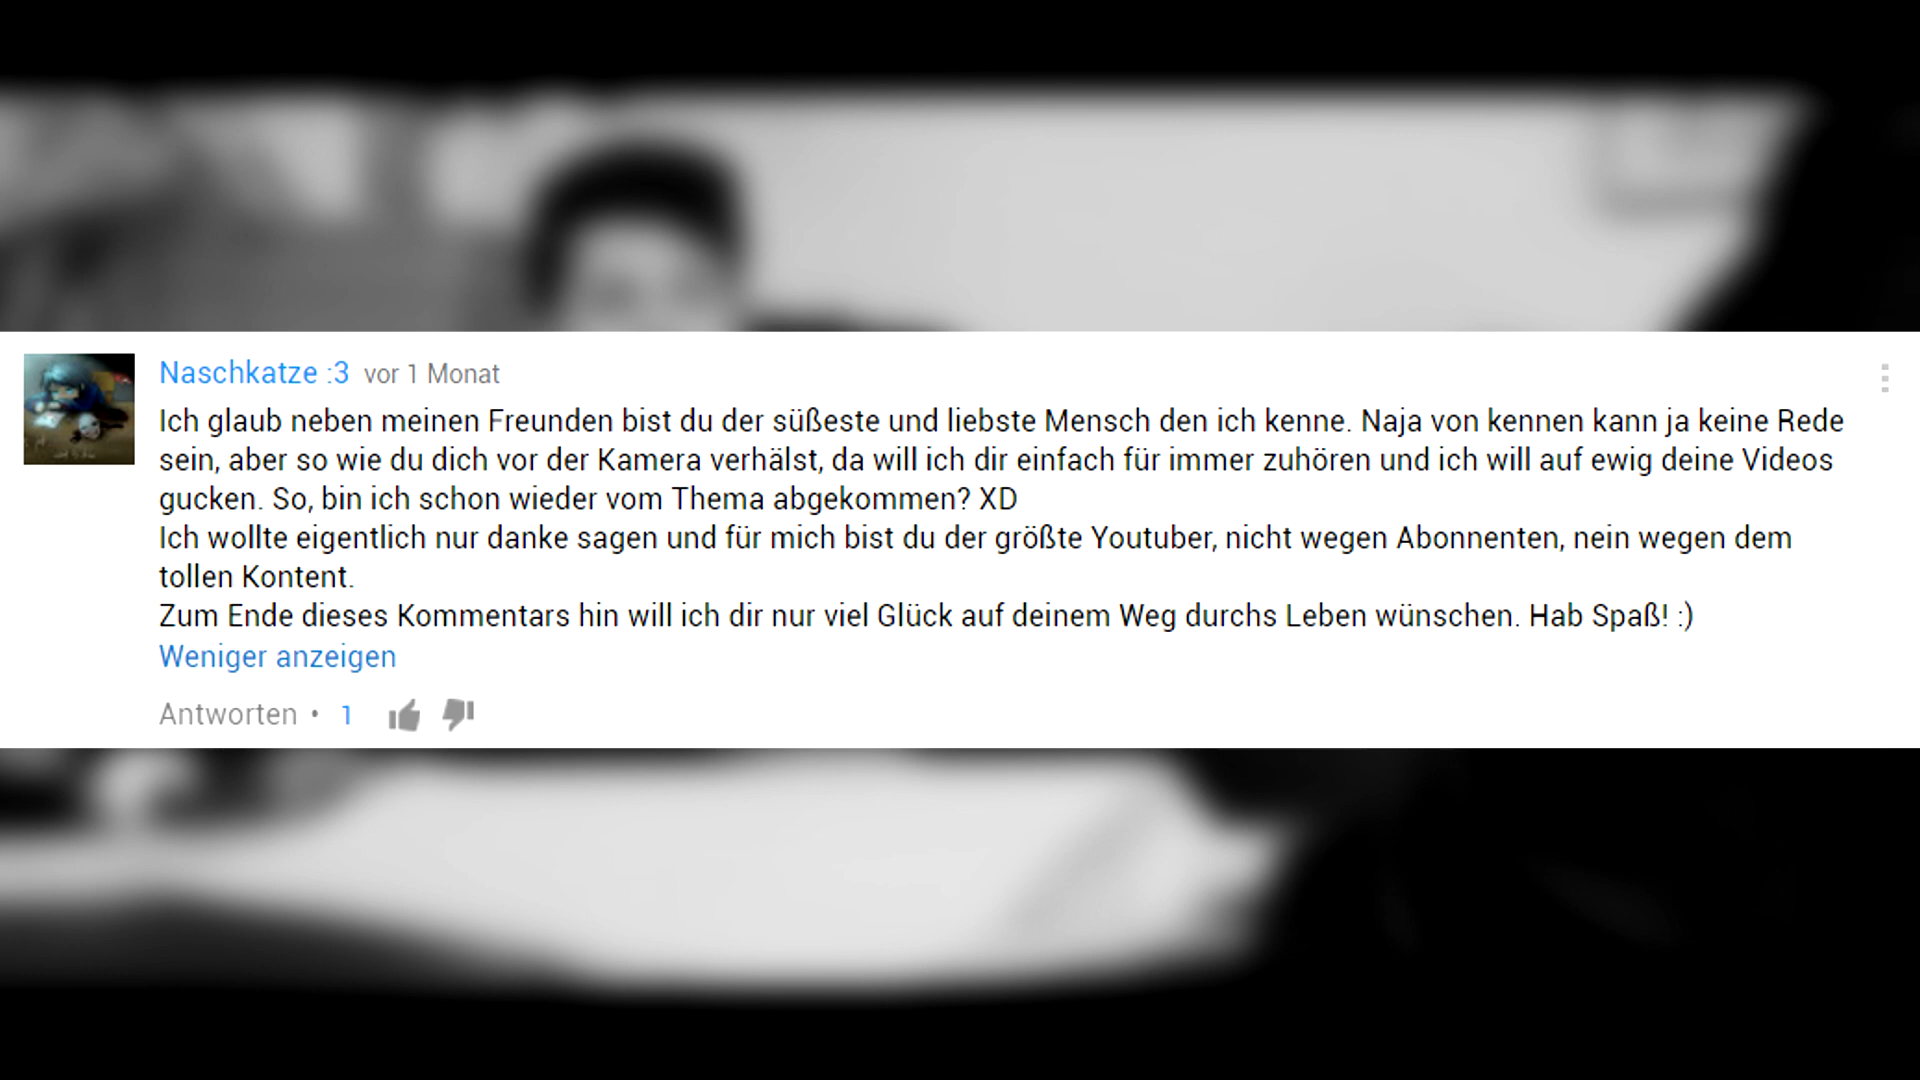 Naschkatze :3 vor 1 Monat
Ich glaub neben meinen Freunden bist du der süßeste und liebste Mensch den ich kenne. Naja von kennen kann ja keine Rede
sein, aber so wie du dich vor der Kamera verhälst, da will ich dir einfach für immer zuhören und ich will auf ewig deine Videos
gucken. So, bin ich schon wieder vom Thema abgekommen? XD
Ich wollte eigentlich nur danke sagen und für mich bist du der größte Youtuber, nicht wegen Abonnenten, nein wegen dem
tollen Kontent.
Zum Ende dieses Kommentars hin will ich dir nur viel Glück auf deinem Weg durchs Leben wünschen. Hab Spaß! :)
Weniger anzeigen
Antworten • 1